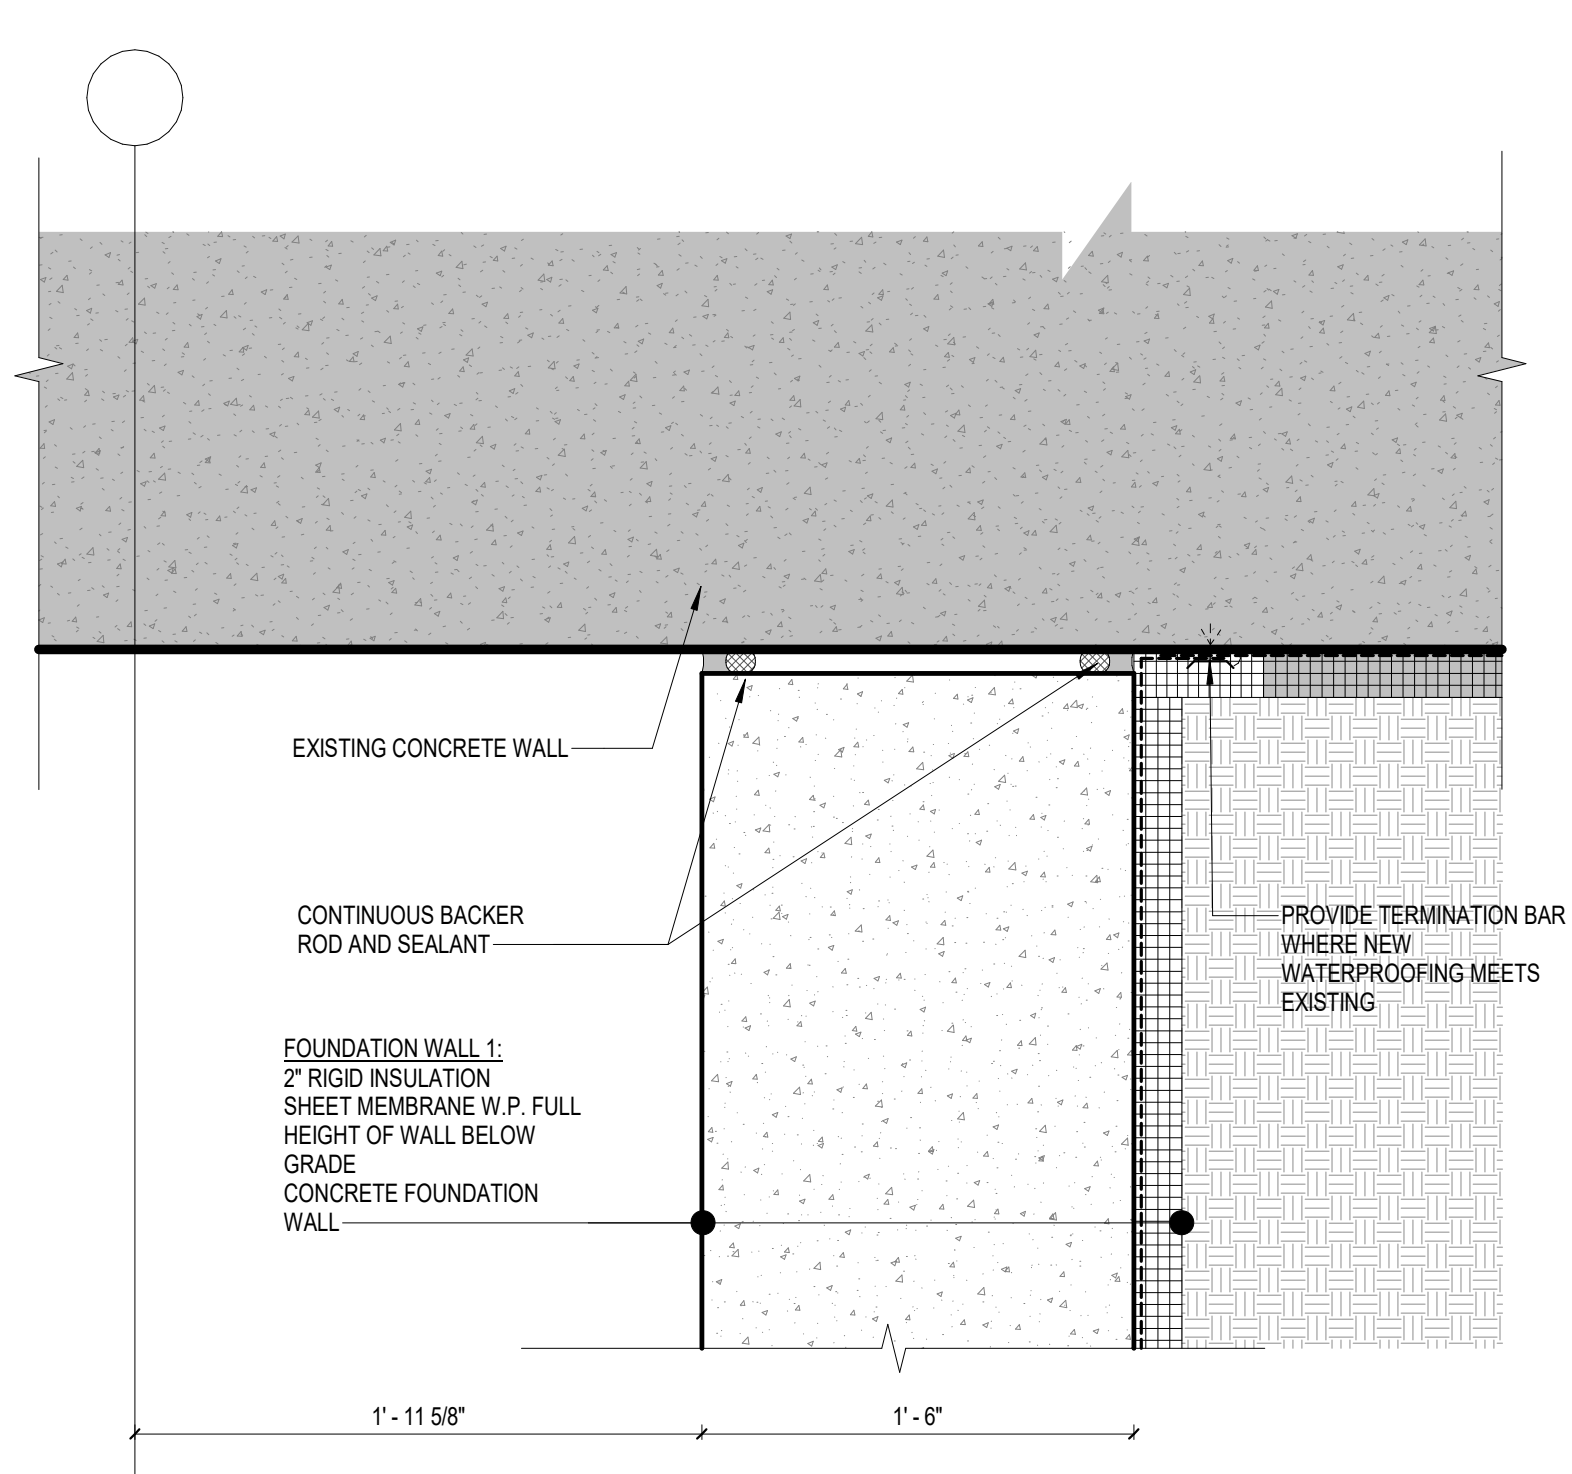 EXISTING CONCRETE WALL
CONTINUOUS BACKER
ROD AND SEALANT
PROVIDE TERMINATION BAR
WHERE NEW
WATERPROOFING MEETS
EXISTING
FOUNDATION WALL 1:
2" RIGID INSULATION
SHEET MEMBRANE W.P. FULL
HEIGHT OF WALL BELOW
GRADE
CONCRETE FOUNDATION
WALL
1' - 11 5/8"
1' - 6"